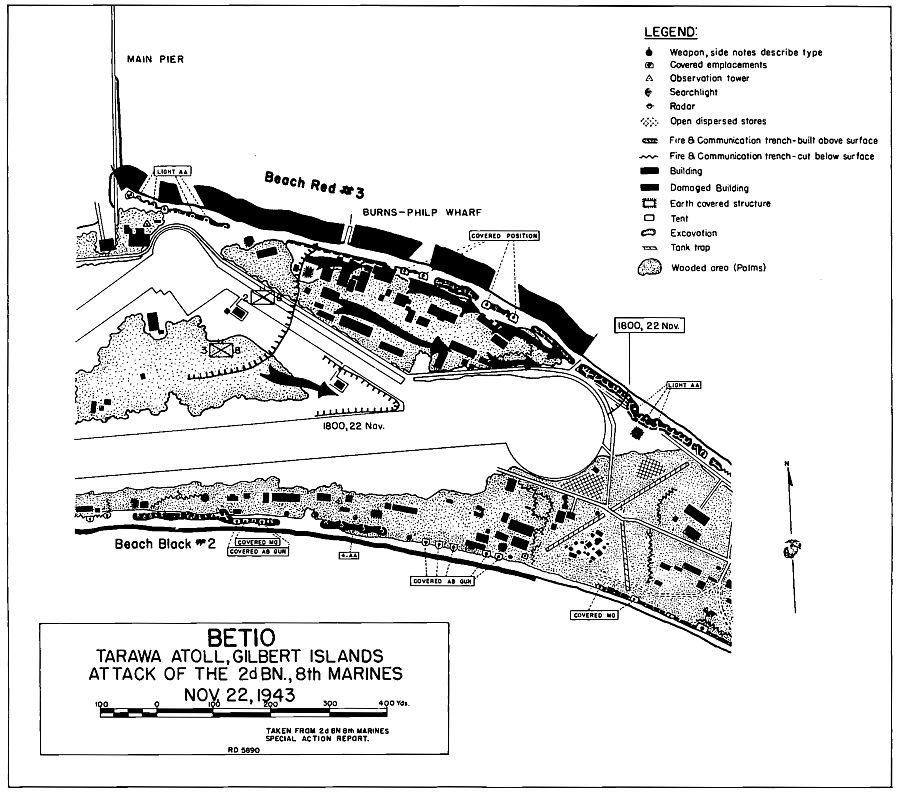 LEGEND:
Weapon, side notes describe type
Covered emplacements
Observation tower
Searchlight
Radar
Open dispersed stores
Fire & Communication trench-built above surface
Fire & Communication trench-cut below surface
Building
Damaged Building
Earth covered structure
Tent
Excavation
Tank trap
Wooded area (Palms)
MAIN PIER
LIGHT AA
Beach Red #3
BURNS-PHILP WHARF
COVERED POSITION
2 8
3 8
1800, 22 Nov.
LIGHT AA
1800, 22 Nov.
N
Beach Black #2
COVERED MG
COVERED AB GUN
4-AA
COVERED AB GUN
COVERED MG
BETIO
TARAWA ATOLL, GILBERT ISLANDS
ATTACK OF THE 2d BN., 8th MARINES
NOV. 22, 1943
100 0 100 200 300 400 Yds.
TAKEN FROM 2d BN 8th MARINES
SPECIAL ACTION REPORT.
RD 5890